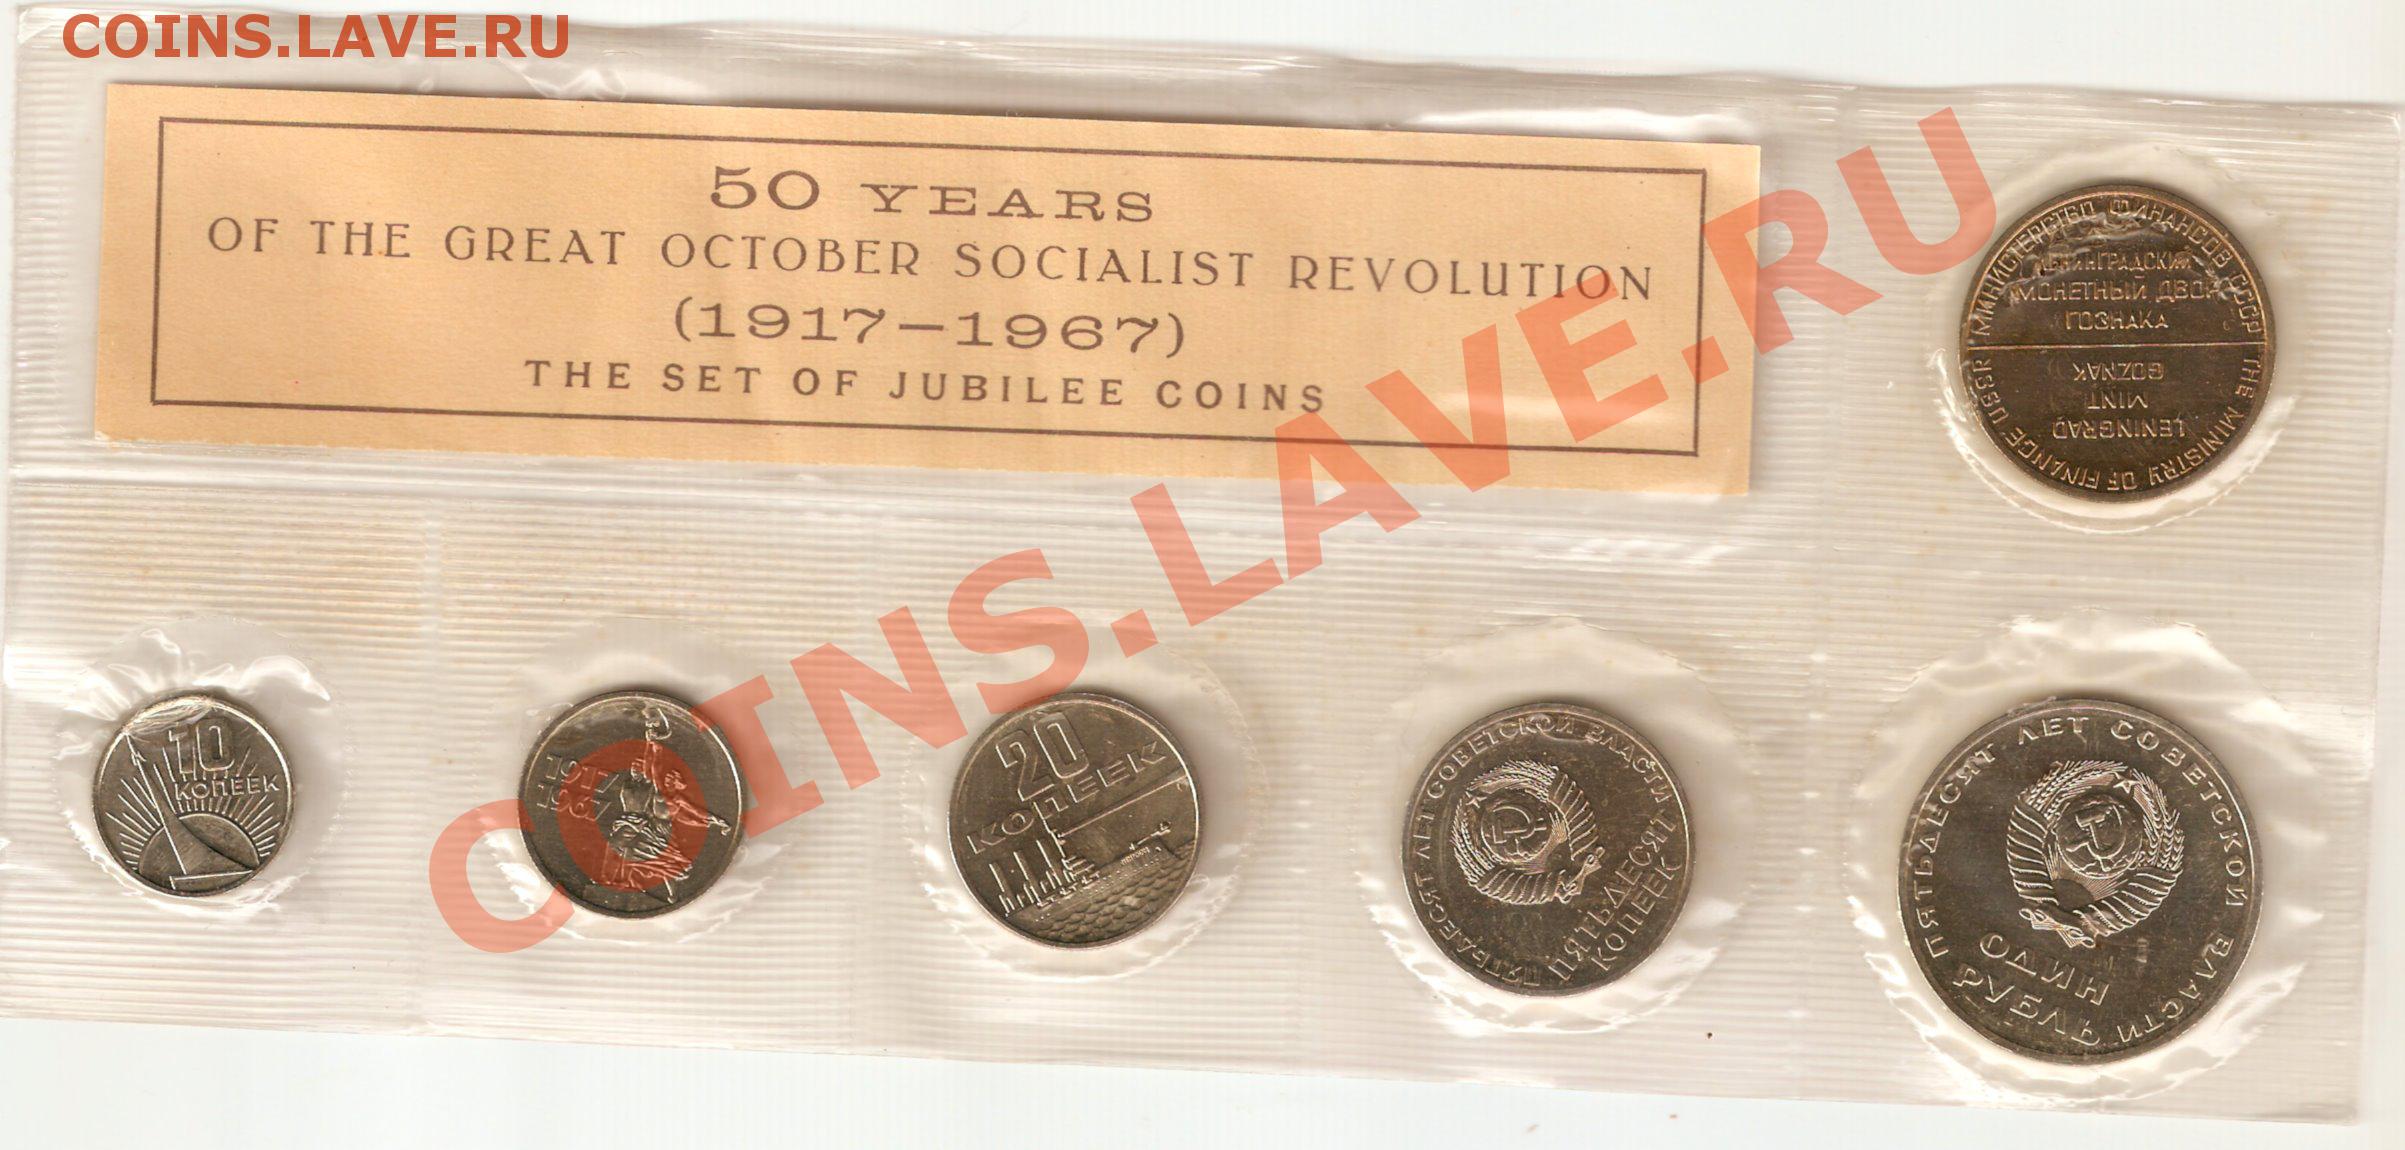 COINS.LAVE.RU
50 YEARS
OF THE GREAT OCTOBER SOCIALIST REVOLUTION
(1917-1967)
THE SET OF JUBILEE COINS
COINS.LAVE.RU
МИНИСТЕРСТВО ФИНАНСОВ СССР
ЛЕНИНГРАДСКИЙ
МОНЕТНЫЙ ДВОР
ГОЗНАКА
THE MINISTRY OF FINANCE USSR
LENINGRAD
MINT
GOZNAK
10
КОПЕЕК
1917
1967
20
КОПЕЕК
ПЯТЬДЕСЯТ ЛЕТ СОВЕТСКОЙ ВЛАСТИ
ПЯТЬДЕСЯТ
КОПЕЕК
ПЯТЬДЕСЯТ ЛЕТ СОВЕТСКОЙ ВЛАСТИ
ОДИН
РУБЛЬ